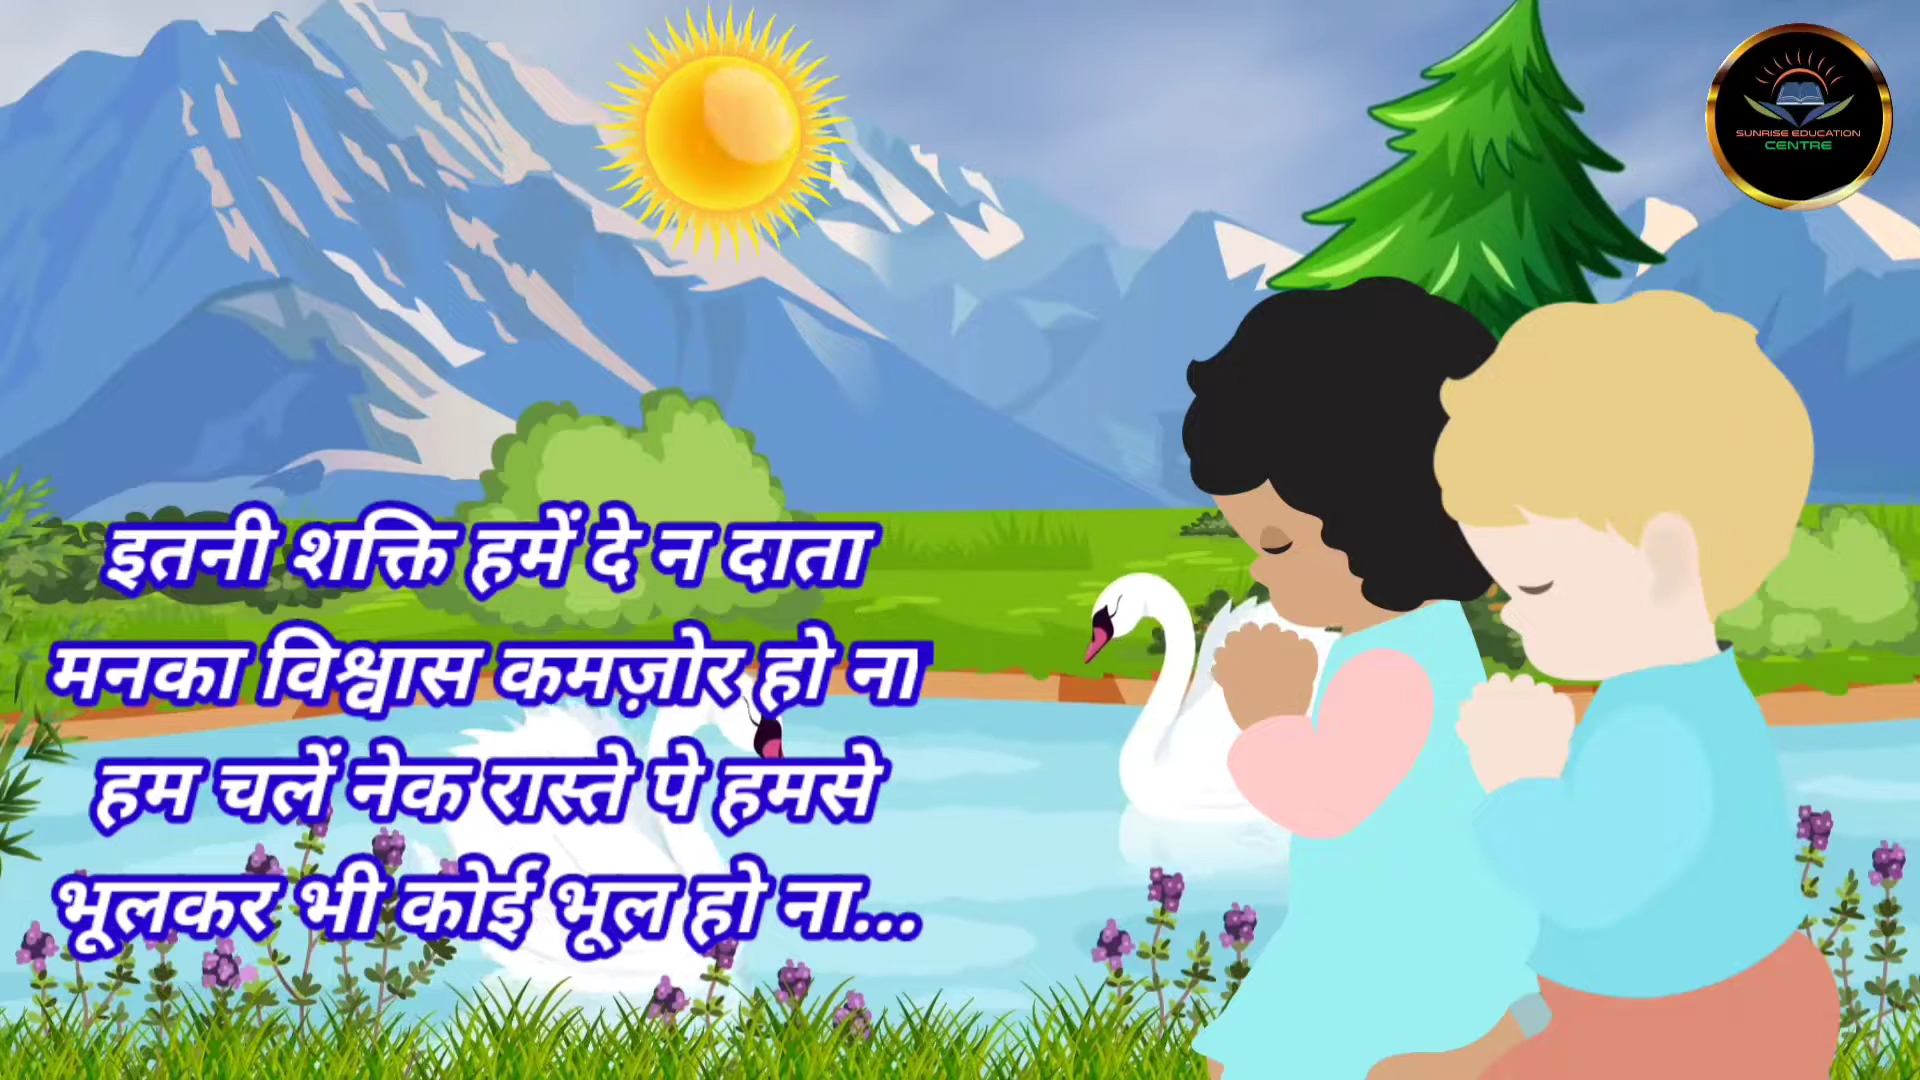 SUNRISE EDUCATION
CENTRE
इतनी शक्ति हमें दे न दाता
मनका विश्वास कमज़ोर हो ना
हम चलें नेक रास्ते पे हमसे
भूलकर भी कोई भूल हो ना...